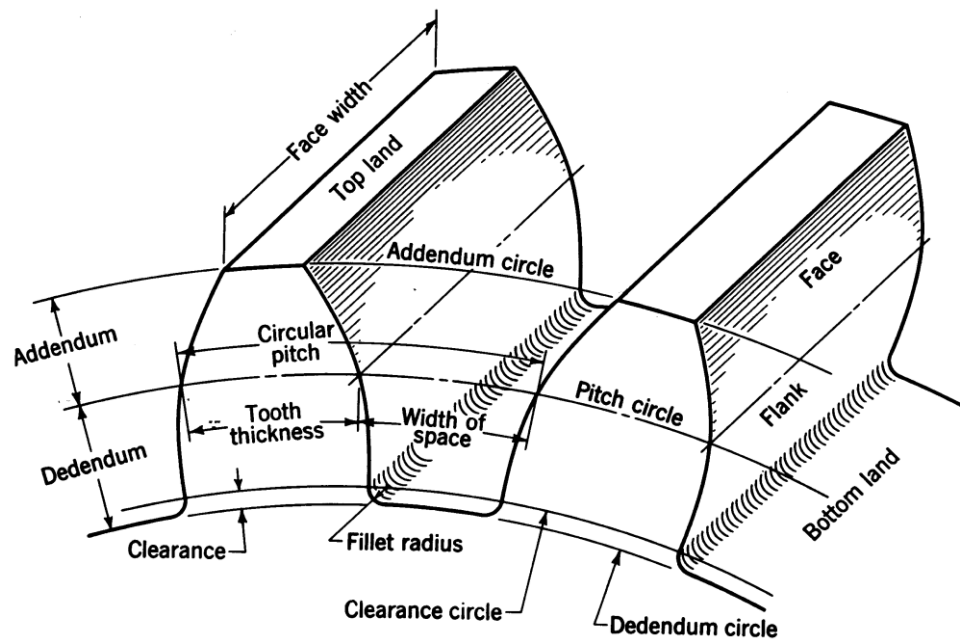 Face width
Top land
Addendum circle
Face
Addendum
Circular
pitch
Pitch circle
Flank
Tooth
thickness
Width of
space
Dedendum
Bottom land
Clearance
Fillet radius
Clearance circle
Dedendum circle